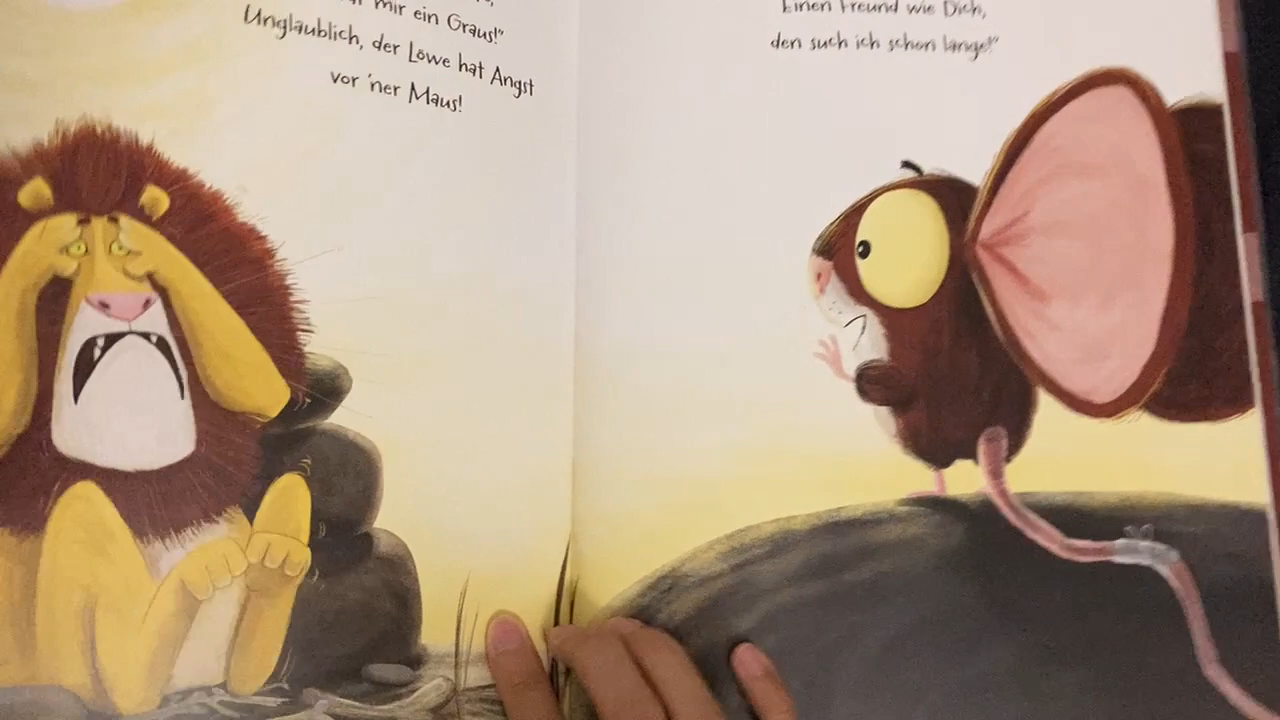 mir ein Graus!"
Unglaublich, der Löwe hat Angst
vor 'ner Maus!
Einen Freund wie Dich,
den such ich schon lange!"